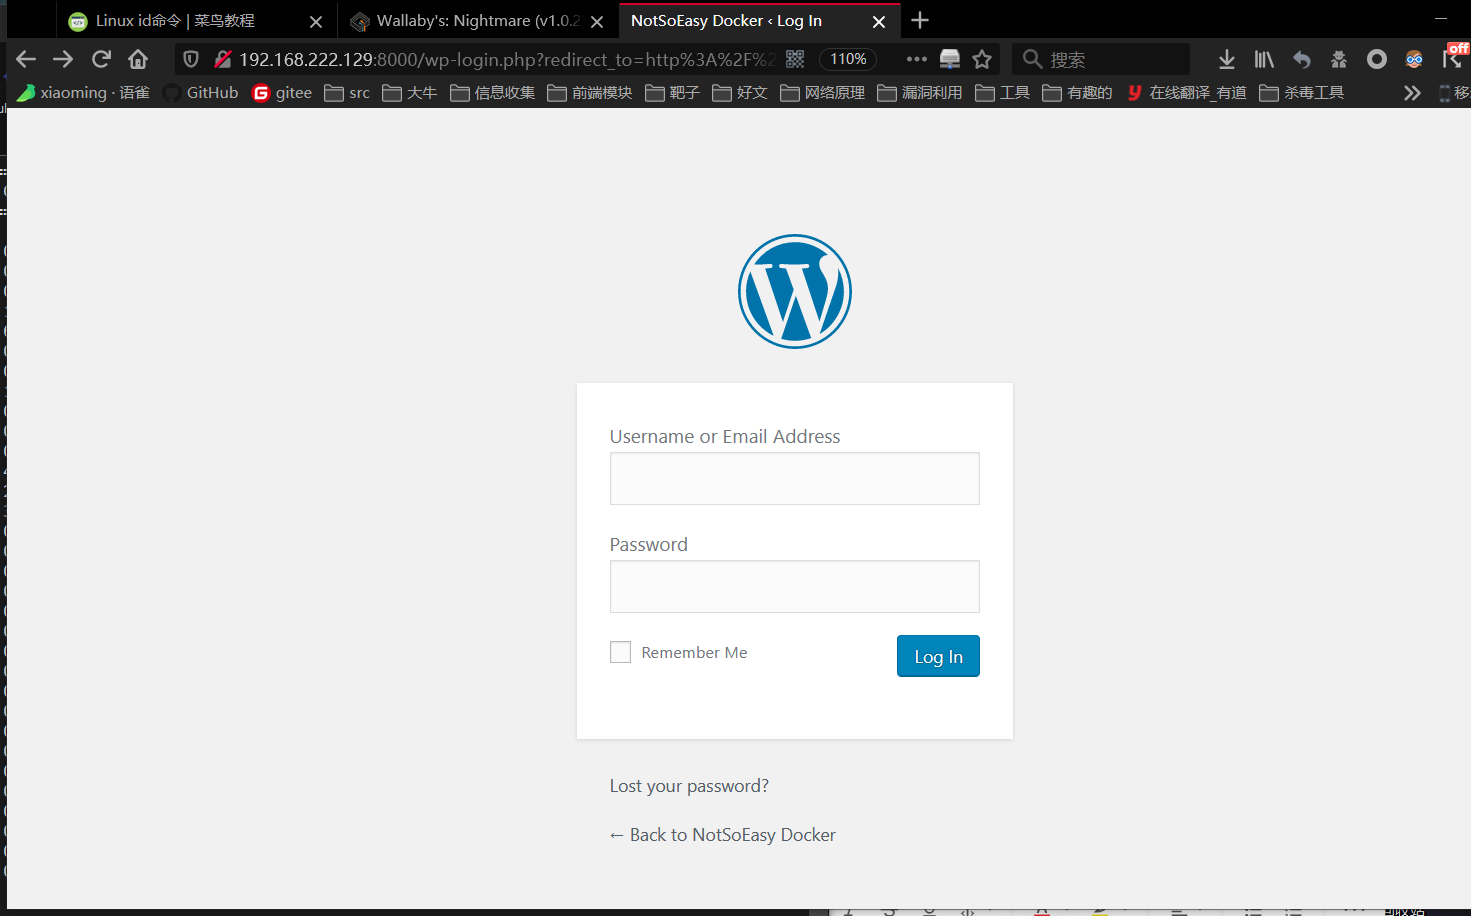 Linux id命令 | 菜鸟教程
Wallaby's: Nightmare (v1.0.2
NotSoEasy Docker ‹ Log In
192.168.222.129:8000/wp-login.php?redirect_to=http%3A%2F%2
110%
搜索
off
xiaoming · 语雀
GitHub
gitee
src
大牛
信息收集
前端模块
靶子
好文
网络原理
漏洞利用
工具
有趣的
在线翻译_有道
杀毒工具
移
Username or Email Address
Password
Remember Me
Log In
Lost your password?
← Back to NotSoEasy Docker